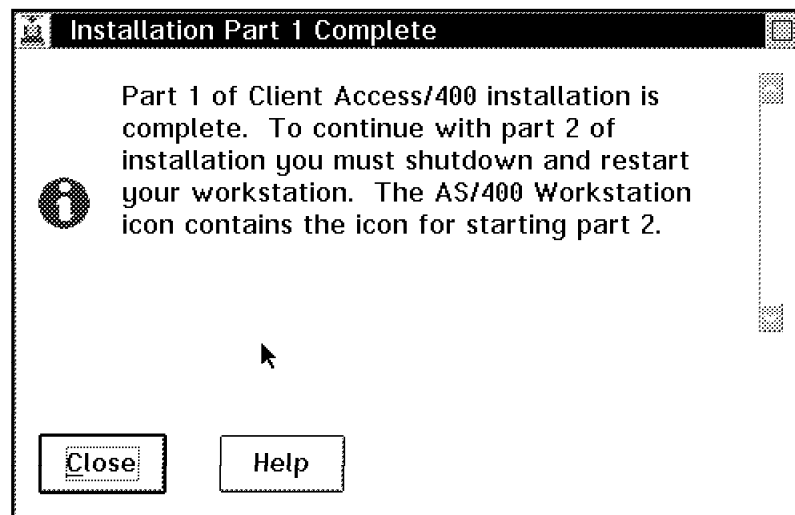 Installation Part 1 Complete
Part 1 of Client Access/400 installation is
complete. To continue with part 2 of
installation you must shutdown and restart
your workstation. The AS/400 Workstation
icon contains the icon for starting part 2.
Close
Help